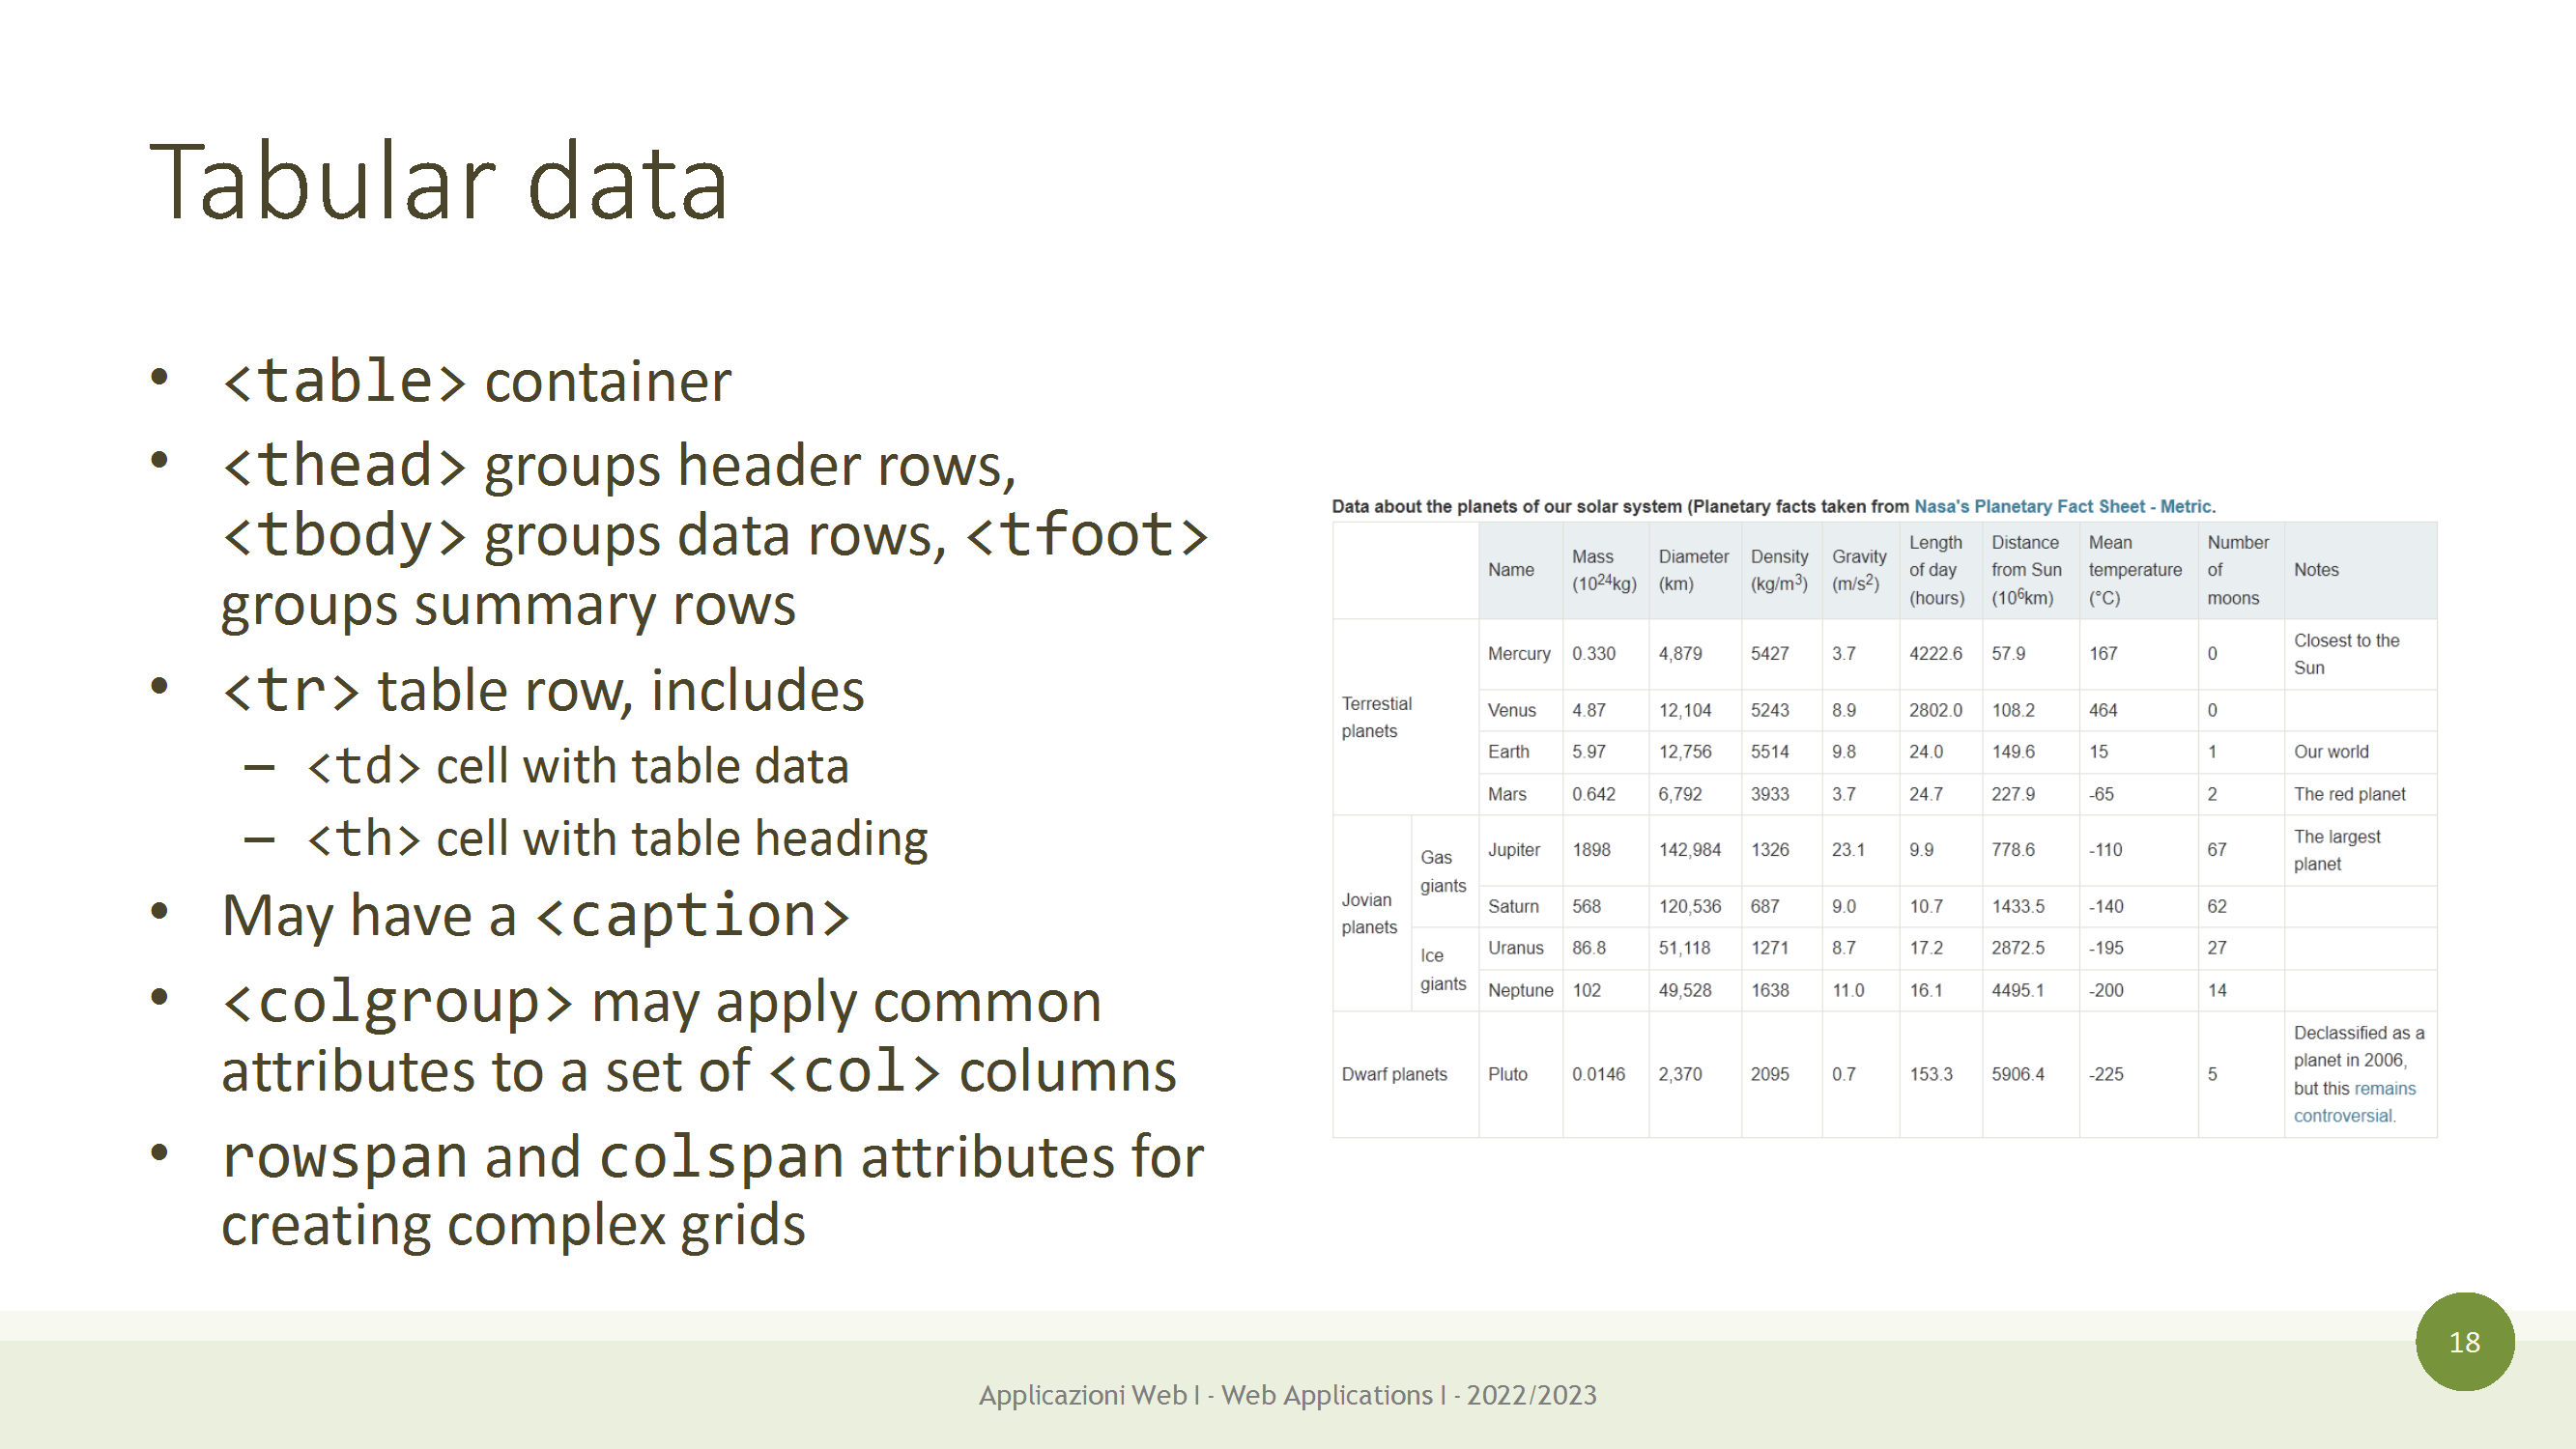 Tabular data
• <table> container
• <thead> groups header rows,
<tbody> groups data rows, <tfoot>
groups summary rows
• <tr> table row, includes
– <td> cell with table data
– <th> cell with table heading
• May have a <caption>
• <colgroup> may apply common
attributes to a set of <col> columns
• rowspan and colspan attributes for
creating complex grids
Data about the planets of our solar system (Planetary facts taken from Nasa's Planetary Fact Sheet - Metric.
Name Mass (10²⁴kg) Diameter (km) Density (kg/m³) Gravity (m/s²) Length of day (hours) Distance from Sun (10⁶km) Mean temperature (°C) Number of moons Notes
Terrestial planets
Mercury 0.330 4,879 5427 3.7 4222.6 57.9 167 0 Closest to the Sun
Venus 4.87 12,104 5243 8.9 2802.0 108.2 464 0
Earth 5.97 12,756 5514 9.8 24.0 149.6 15 1 Our world
Mars 0.642 6,792 3933 3.7 24.7 227.9 -65 2 The red planet
Jovian planets
Gas giants
Jupiter 1898 142,984 1326 23.1 9.9 778.6 -110 67 The largest planet
Saturn 568 120,536 687 9.0 10.7 1433.5 -140 62
Ice giants
Uranus 86.8 51,118 1271 8.7 17.2 2872.5 -195 27
Neptune 102 49,528 1638 11.0 16.1 4495.1 -200 14
Dwarf planets Pluto 0.0146 2,370 2095 0.7 153.3 5906.4 -225 5 Declassified as a planet in 2006, but this remains controversial.
18
Applicazioni Web I - Web Applications I - 2022/2023